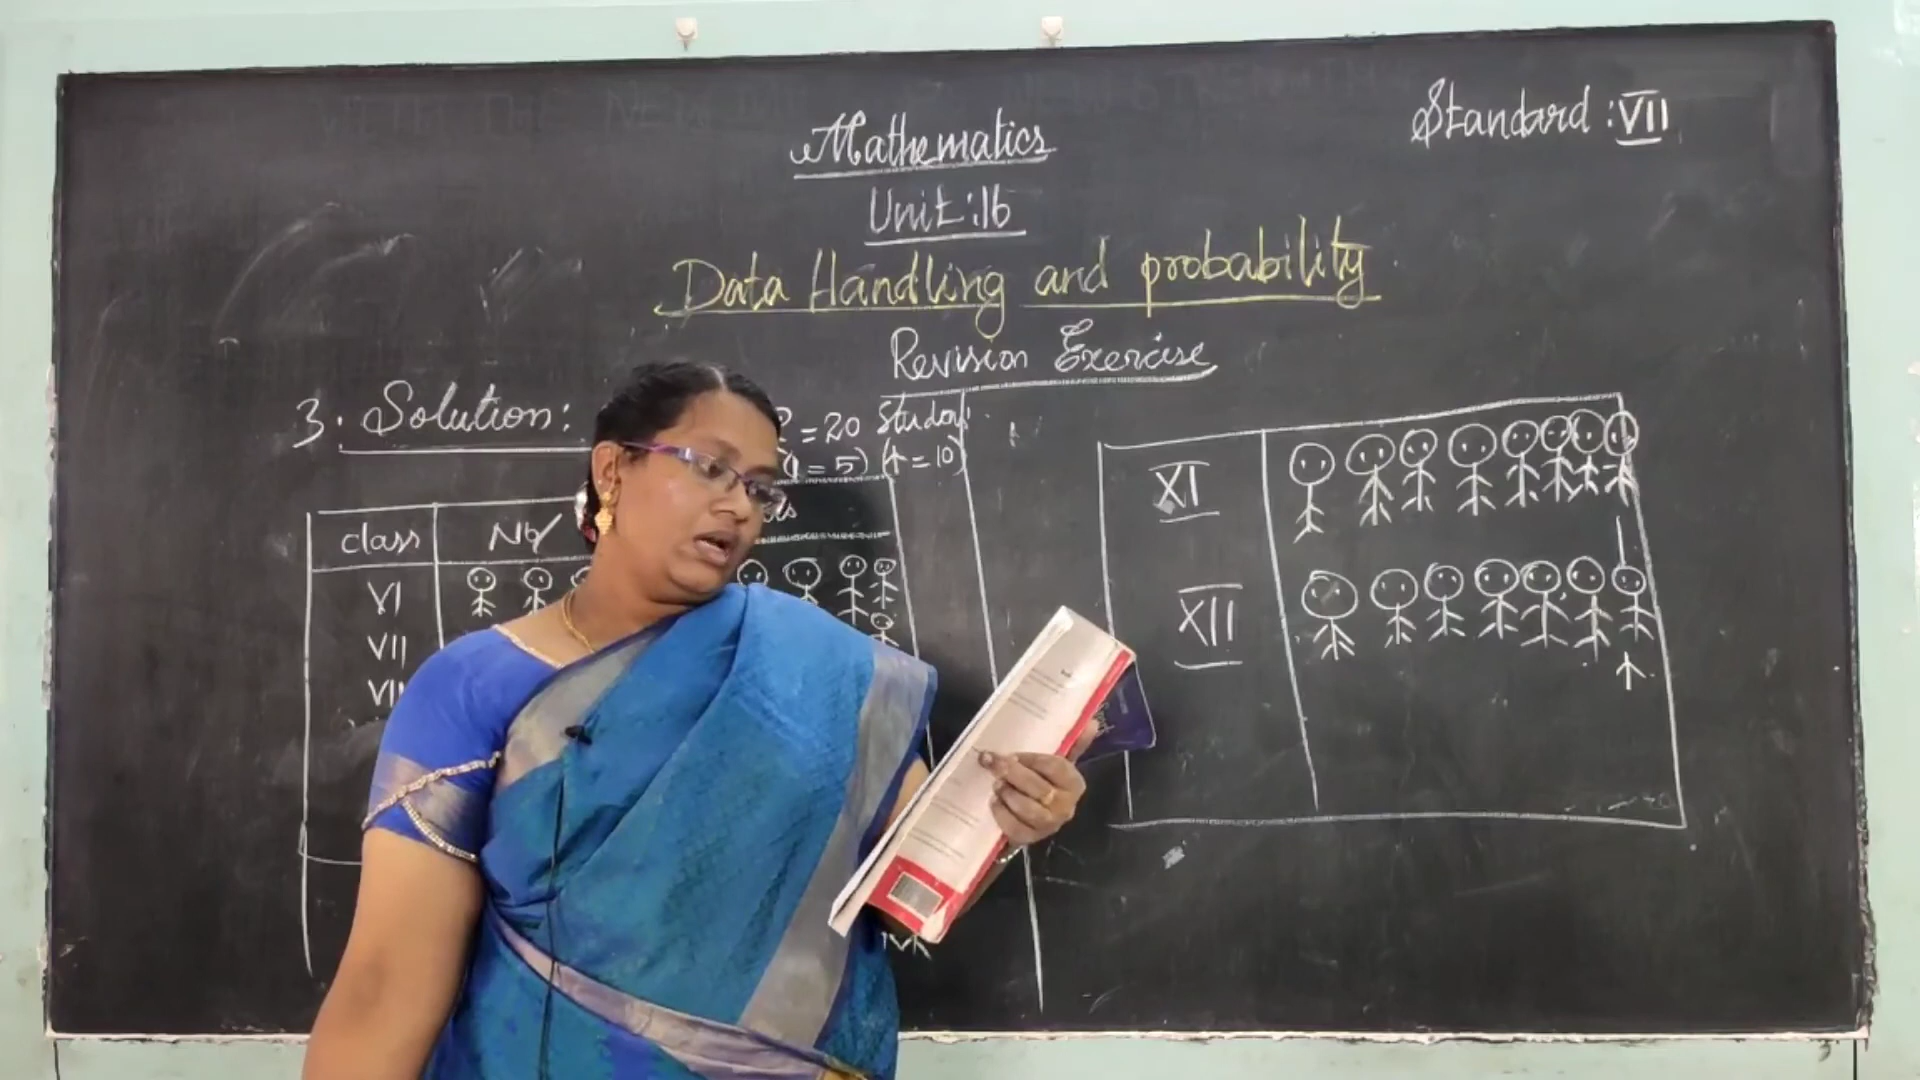 Standard : VII
Mathematics
Unit : 16
Data Handling and probability
Revision Exercise
3. Solution:
= 20 Student
= 5) (↑ = 10)
class
VI
VII
XI
XII